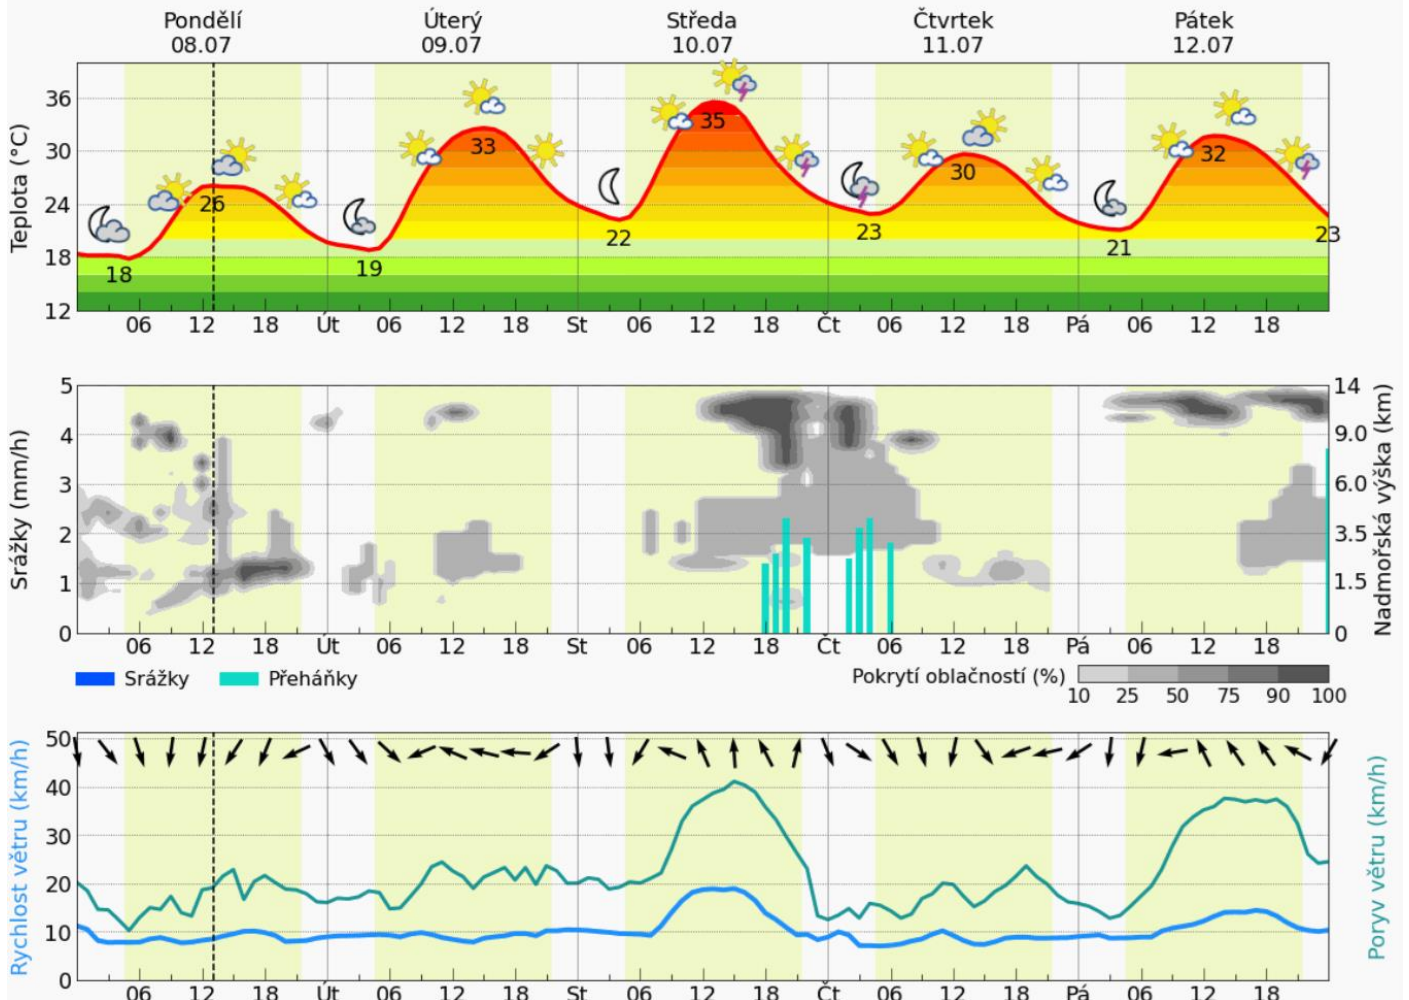 Pondělí Úterý Středa Čtvrtek Pátek
08.07 09.07 10.07 11.07 12.07
Teplota (°C)
36
30
24
18
12
18 26 19 33 22 35 23 30 21 32 23
06 12 18 Út 06 12 18 St 06 12 18 Čt 06 12 18 Pá 06 12 18
Srážky (mm/h)
5
4
3
2
1
0
14
9.0
6.0
3.5
1.5
0
Nadmořská výška (km)
06 12 18 Út 06 12 18 St 06 12 18 Čt 06 12 18 Pá 06 12 18
Srážky Přeháňky Pokrytí oblačností (%)
10 25 50 75 90 100
Rychlost větru (km/h)
50
40
30
20
10
0
Poryv větru (km/h)
06 12 18 Út 06 12 18 St 06 12 18 Čt 06 12 18 Pá 06 12 18